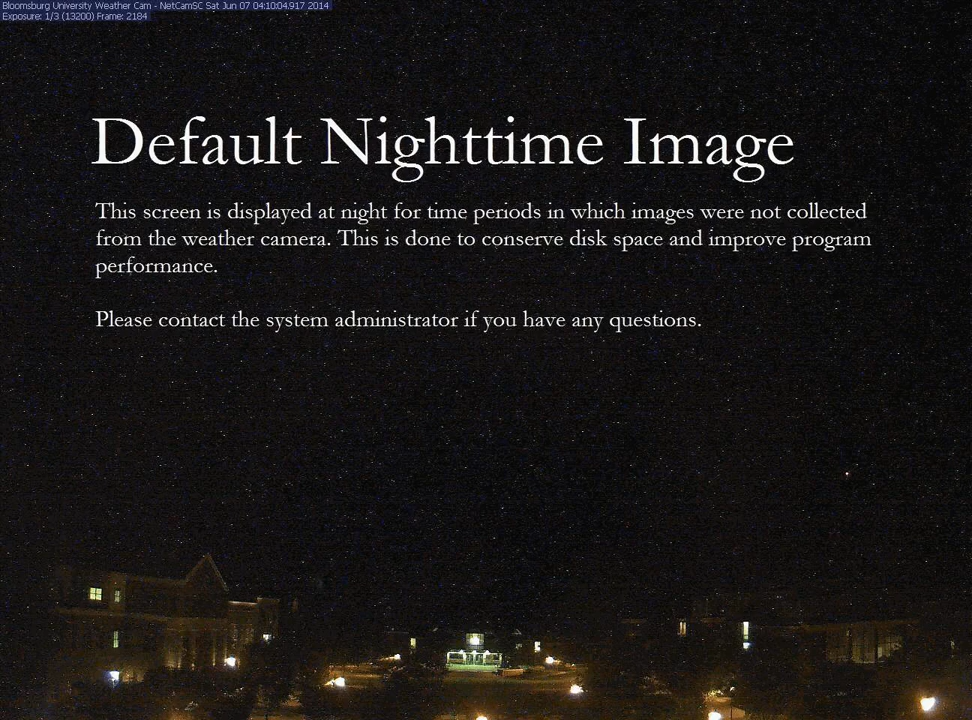 Bloomsburg University Weather Cam - NetCamSC Sat Jun 07 04:10:04.917 2014
Exposure: 1/3 (13200) Frame: 2184
Default Nighttime Image
This screen is displayed at night for time periods in which images were not collected
from the weather camera. This is done to conserve disk space and improve program
performance.
Please contact the system administrator if you have any questions.